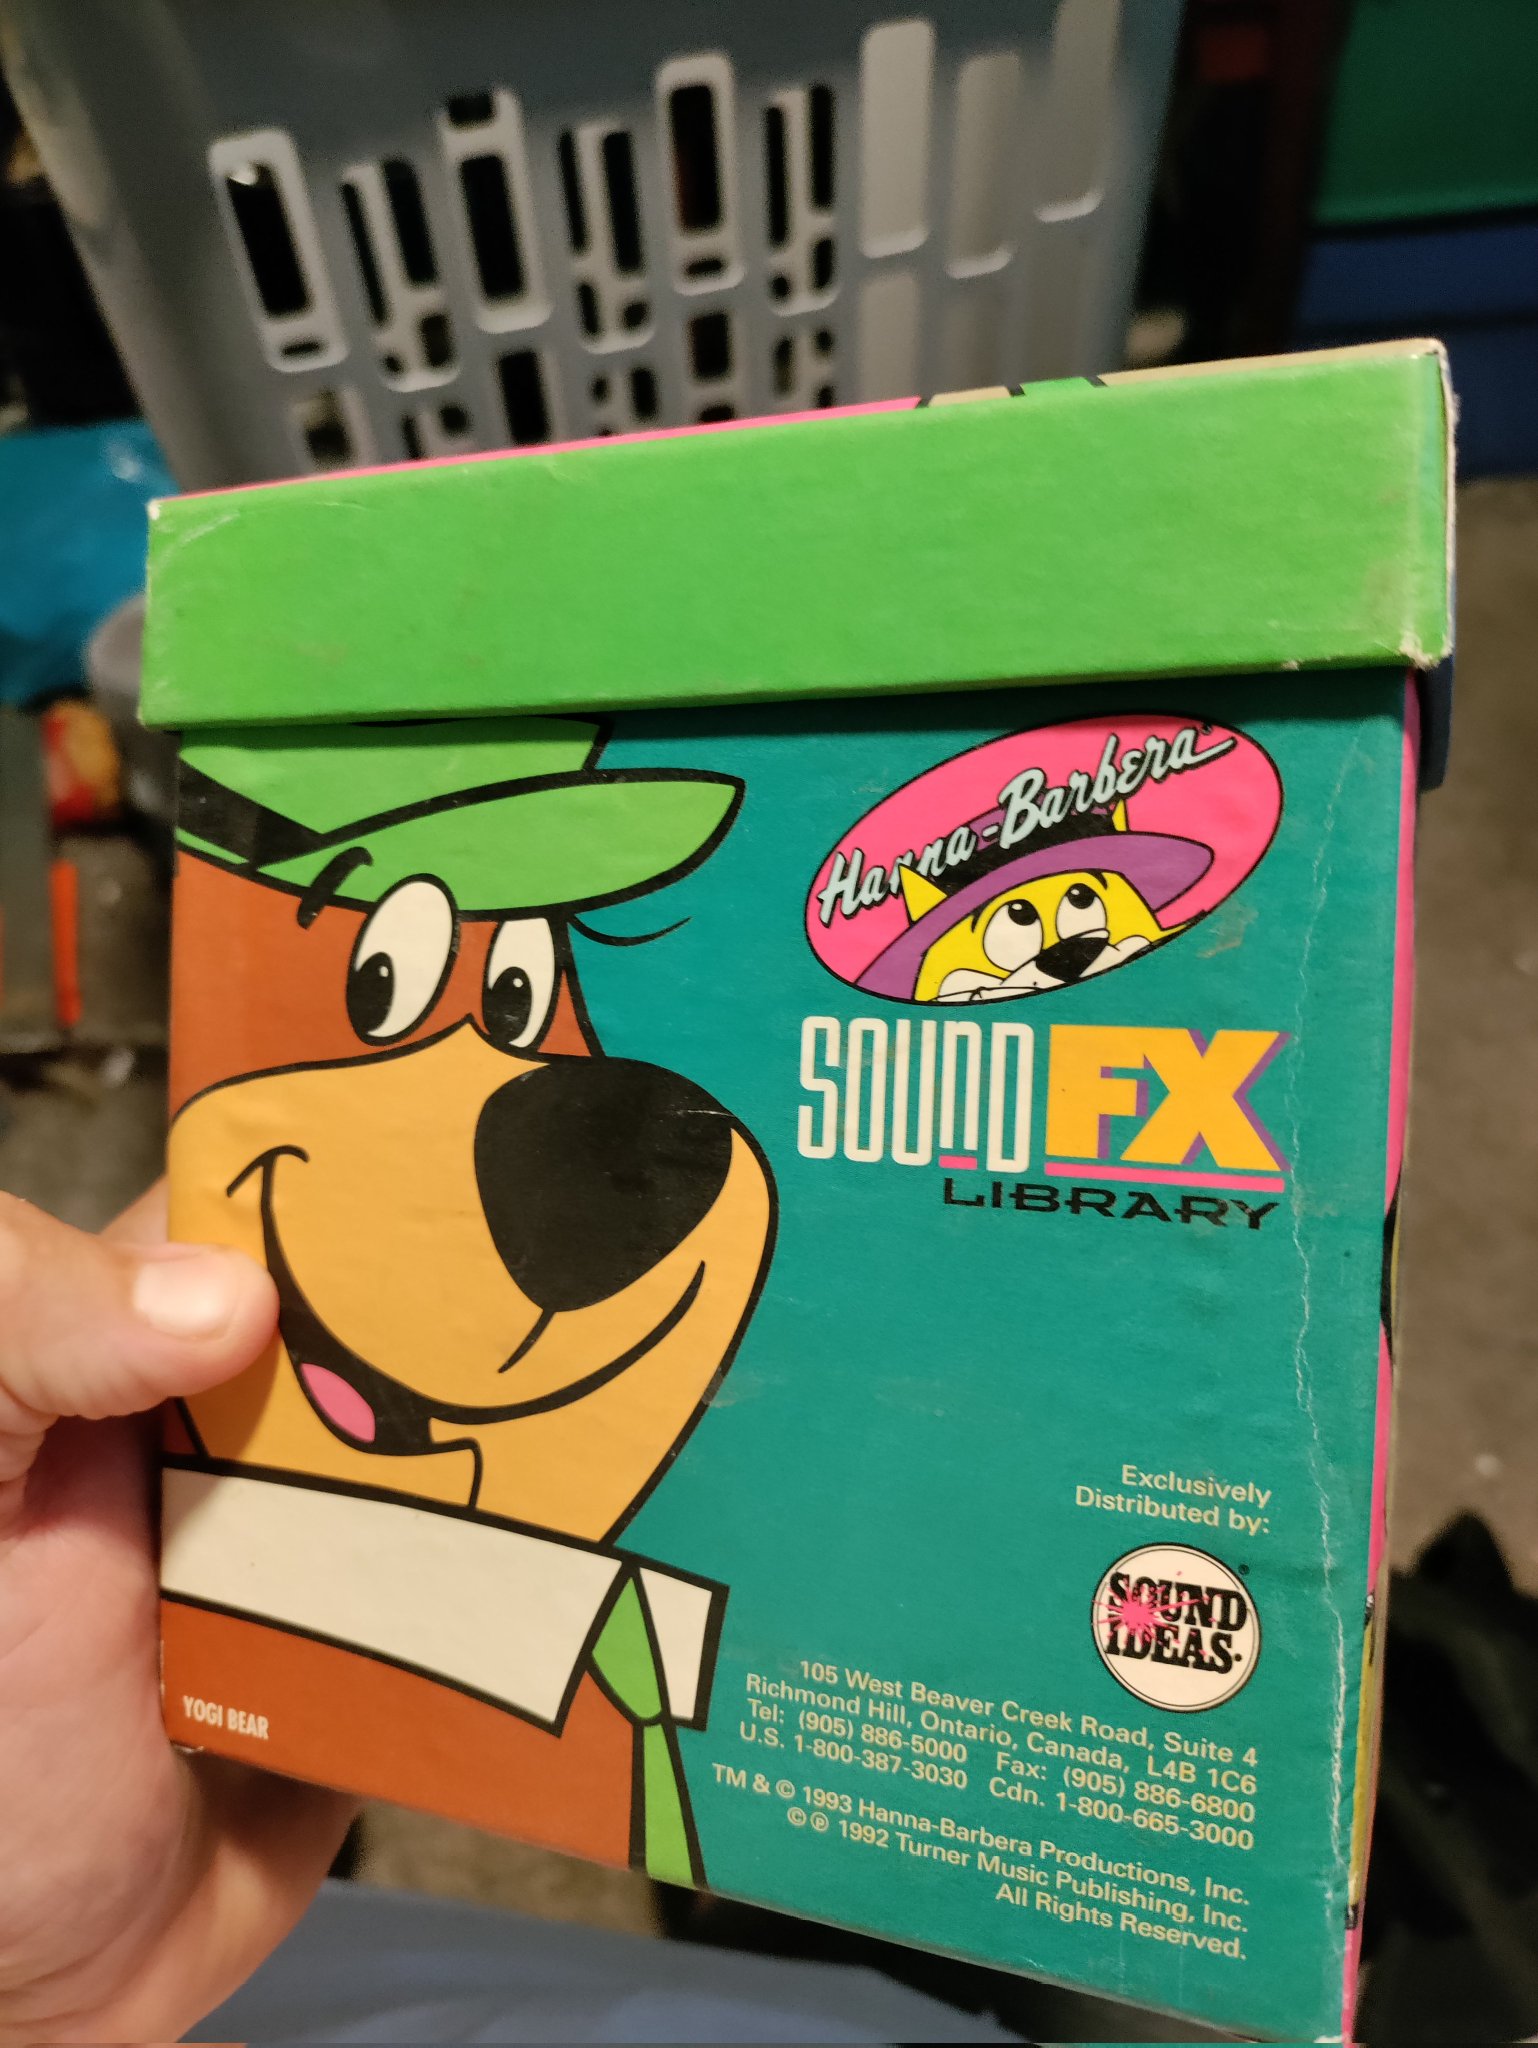 Hanna-Barbera®
SOUND FX
LIBRARY
Exclusively
Distributed by:
SOUND
IDEAS.®
105 West Beaver Creek Road, Suite 4
Richmond Hill, Ontario, Canada, L4B 1C6
Tel: (905) 886-5000 Fax: (905) 886-6800
U.S. 1-800-387-3030 Cdn. 1-800-665-3000
TM & © 1993 Hanna-Barbera Productions, Inc.
© ℗ 1992 Turner Music Publishing, Inc.
All Rights Reserved.
YOGI BEAR